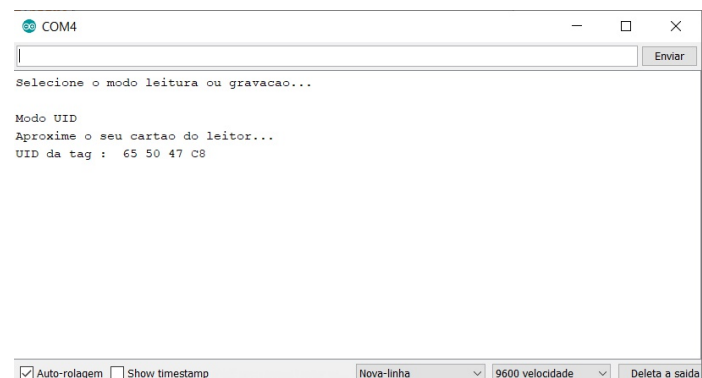 COM4
Enviar
Selecione o modo leitura ou gravacao...
Modo UID
Aproxime o seu cartao do leitor...
UID da tag :  65 50 47 C8
Auto-rolagem Show timestamp Nova-linha 9600 velocidade Deleta a saida